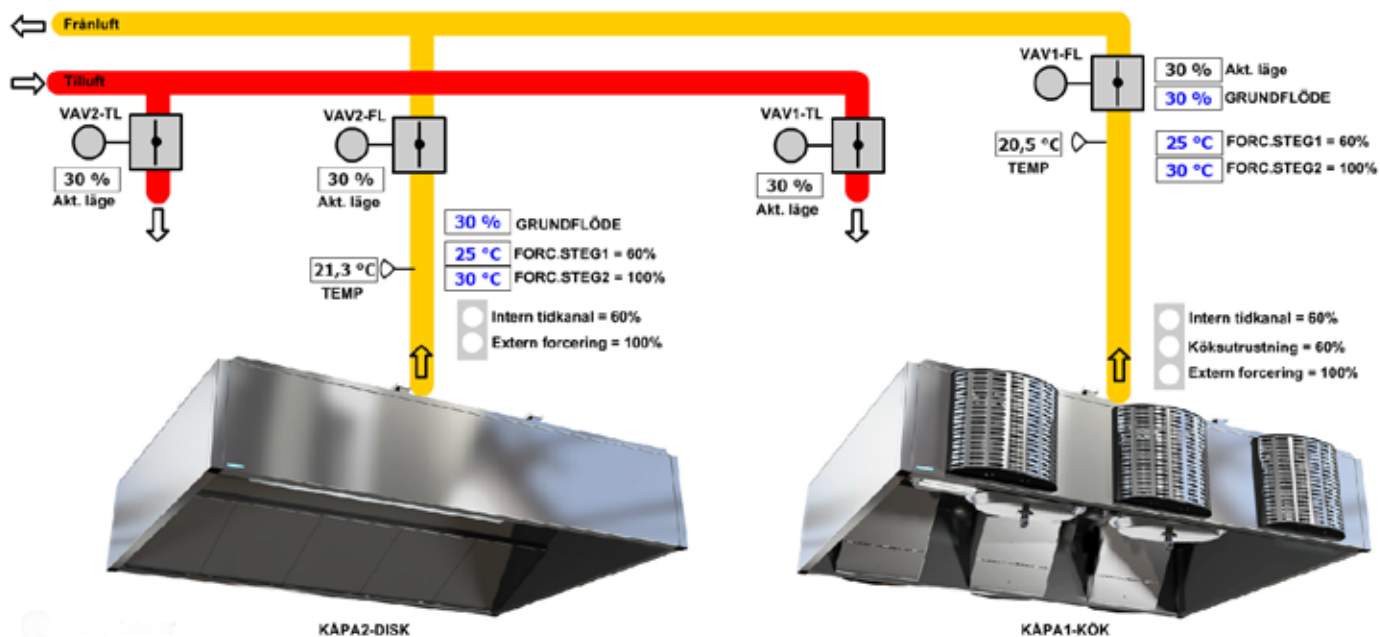 Frånluft
Tilluft
VAV2-TL
30 %
Akt. läge
VAV2-FL
30 %
Akt. läge
30 % GRUNDFLÖDE
25 °C FORC.STEG1 = 60%
30 °C FORC.STEG2 = 100%
21,3 °C
TEMP
Intern tidkanal = 60%
Extern forcering = 100%
KÅPA2-DISK
VAV1-TL
30 %
Akt. läge
VAV1-FL
30 % Akt. läge
30 % GRUNDFLÖDE
20,5 °C
TEMP
25 °C FORC.STEG1 = 60%
30 °C FORC.STEG2 = 100%
Intern tidkanal = 60%
Köksutrustning = 60%
Extern forcering = 100%
KÅPA1-KÖK